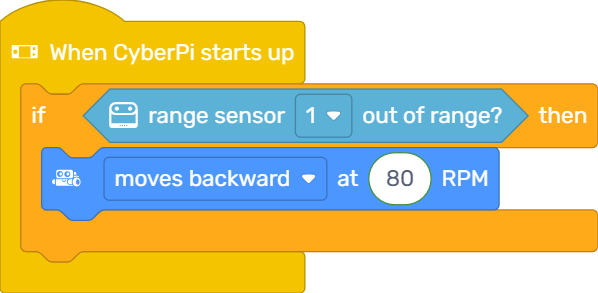 When CyberPi starts up
if range sensor 1 out of range? then
moves backward at 80 RPM